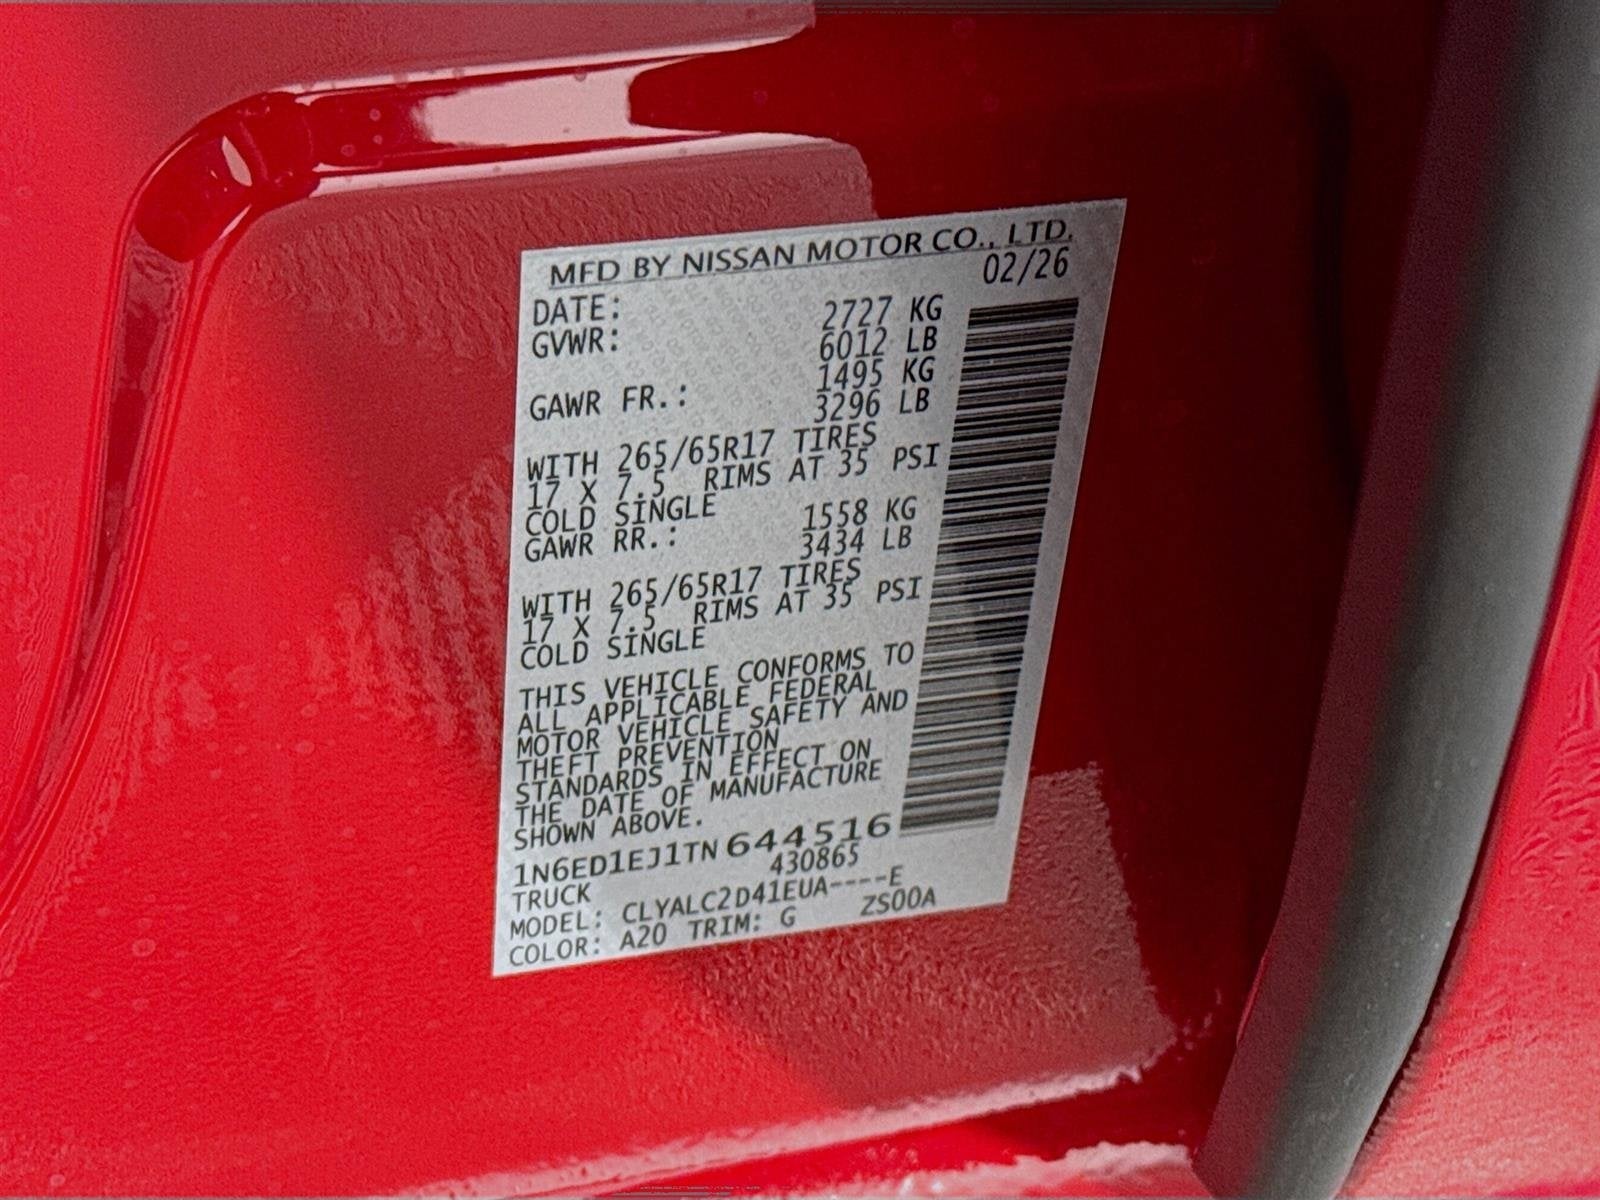 MFD BY NISSAN MOTOR CO., LTD.
DATE: 02/26
GVWR: 2727 KG
6012 LB
GAWR FR.: 1495 KG
3296 LB
WITH 265/65R17 TIRES
17 X 7.5 RIMS AT 35 PSI
COLD SINGLE
GAWR RR.: 1558 KG
3434 LB
WITH 265/65R17 TIRES
17 X 7.5 RIMS AT 35 PSI
COLD SINGLE
THIS VEHICLE CONFORMS TO
ALL APPLICABLE FEDERAL
MOTOR VEHICLE SAFETY AND
THEFT PREVENTION
STANDARDS IN EFFECT ON
THE DATE OF MANUFACTURE
SHOWN ABOVE.
1N6ED1EJ1TN644516
TRUCK 430865
MODEL: CLYALC2D41EUA----E
COLOR: A20 TRIM: G ZS00A